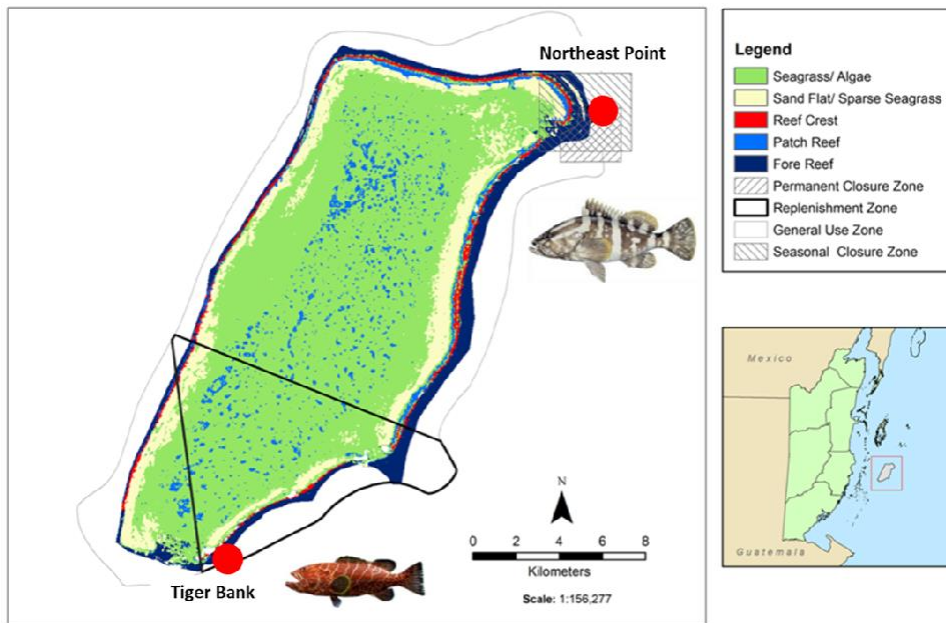 Northeast Point
Tiger Bank
N
0 2 4 8
Kilometers
Scale: 1:156,277
Legend
Seagrass/ Algae
Sand Flat/ Sparse Seagrass
Reef Crest
Patch Reef
Fore Reef
Permanent Closure Zone
Replenishment Zone
General Use Zone
Seasonal Closure Zone
Mexico
Guatemala